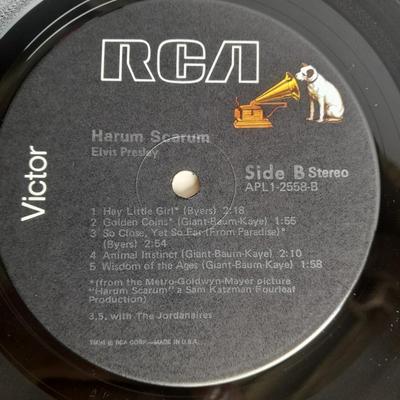 RCA
Victor
Harum Scarum
Elvis Presley
Side B Stereo
APL1-2558-B
1 Hey Little Girl* (Byers) 2:18
2 Golden Coins* (Giant-Baum-Kaye) 1:55
3 So Close, Yet So Far (From Paradise)*
(Byers) 2:54
4 Animal Instinct (Giant-Baum-Kaye) 2:10
5 Wisdom of the Ages (Giant-Baum-Kaye) 1:58
*(from the Metro-Goldwyn-Mayer picture
"Harum Scarum" a Sam Katzman Fourleaf
Production)
3,5, with The Jordanaires
TMK(s) ® RCA CORP.—MADE IN U.S.A.